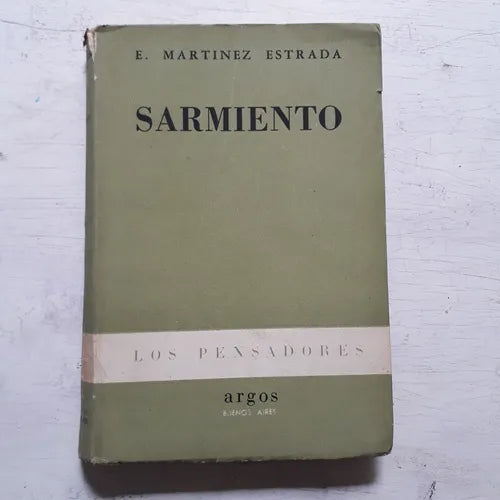 E. MARTINEZ ESTRADA
SARMIENTO
LOS PENSADORES
argos
BUENOS AIRES